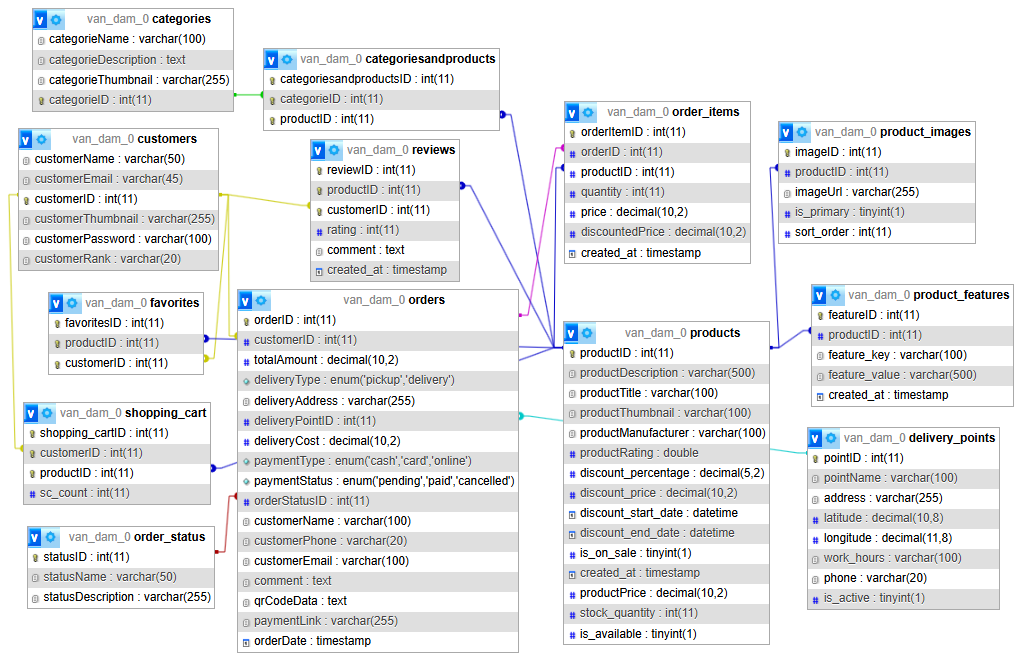 van_dam_0 categories
categorieName : varchar(100)
categorieDescription : text
categorieThumbnail : varchar(255)
categorieID : int(11)
van_dam_0 categoriesandproducts
categoriesandproductsID : int(11)
categorieID : int(11)
productID : int(11)
van_dam_0 customers
customerName : varchar(50)
customerEmail : varchar(45)
customerID : int(11)
customerThumbnail : varchar(255)
customerPassword : varchar(100)
customerRank : varchar(20)
van_dam_0 reviews
reviewID : int(11)
productID : int(11)
customerID : int(11)
rating : int(11)
comment : text
created_at : timestamp
van_dam_0 order_items
orderItemID : int(11)
orderID : int(11)
productID : int(11)
quantity : int(11)
price : decimal(10,2)
discountedPrice : decimal(10,2)
created_at : timestamp
van_dam_0 product_images
imageID : int(11)
productID : int(11)
imageUrl : varchar(255)
is_primary : tinyint(1)
sort_order : int(11)
van_dam_0 favorites
favoritesID : int(11)
productID : int(11)
customerID : int(11)
van_dam_0 orders
orderID : int(11)
customerID : int(11)
totalAmount : decimal(10,2)
deliveryType : enum('pickup','delivery')
deliveryAddress : varchar(255)
deliveryPointID : int(11)
deliveryCost : decimal(10,2)
paymentType : enum('cash','card','online')
paymentStatus : enum('pending','paid','cancelled')
orderStatusID : int(11)
customerName : varchar(100)
customerPhone : varchar(20)
customerEmail : varchar(100)
comment : text
qrCodeData : text
paymentLink : varchar(255)
orderDate : timestamp
van_dam_0 products
productID : int(11)
productDescription : varchar(500)
productTitle : varchar(100)
productThumbnail : varchar(100)
productManufacturer : varchar(100)
productRating : double
discount_percentage : decimal(5,2)
discount_price : decimal(10,2)
discount_start_date : datetime
discount_end_date : datetime
is_on_sale : tinyint(1)
created_at : timestamp
productPrice : decimal(10,2)
stock_quantity : int(11)
is_available : tinyint(1)
van_dam_0 product_features
featureID : int(11)
productID : int(11)
feature_key : varchar(100)
feature_value : varchar(500)
created_at : timestamp
van_dam_0 shopping_cart
shopping_cartID : int(11)
customerID : int(11)
productID : int(11)
sc_count : int(11)
van_dam_0 delivery_points
pointID : int(11)
pointName : varchar(100)
address : varchar(255)
latitude : decimal(10,8)
longitude : decimal(11,8)
work_hours : varchar(100)
phone : varchar(20)
is_active : tinyint(1)
van_dam_0 order_status
statusID : int(11)
statusName : varchar(50)
statusDescription : varchar(255)